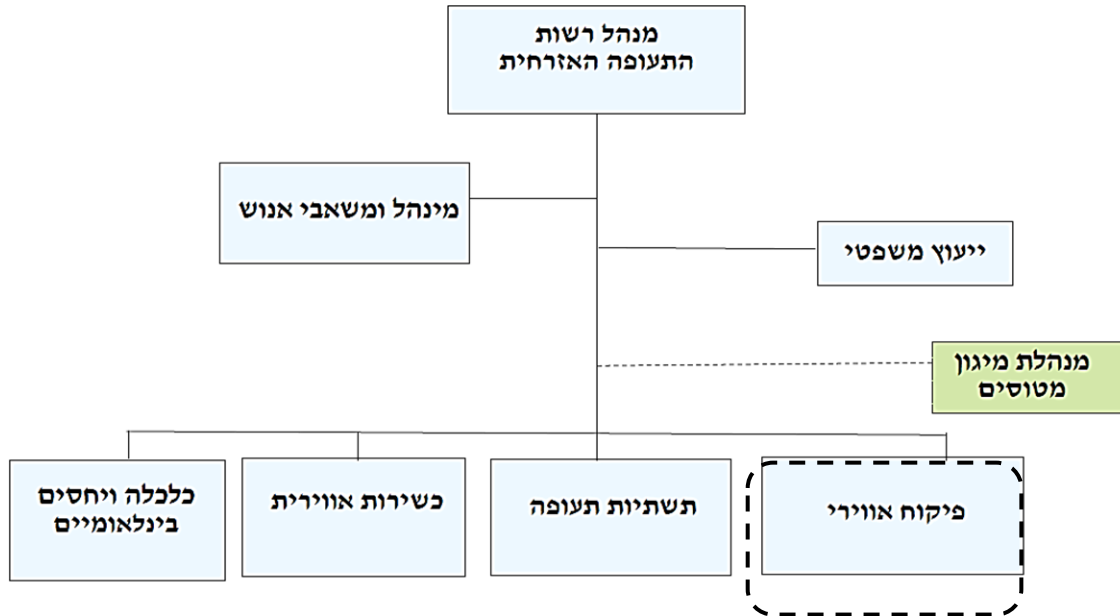 מנהל רשות
התעופה האזרחית
מינהל ומשאבי אנוש
ייעוץ משפטי
מנהלת מיגון
מטוסים
פיקוח אווירי
תשתיות תעופה
כשירות אווירית
כלכלה ויחסים
בינלאומיים